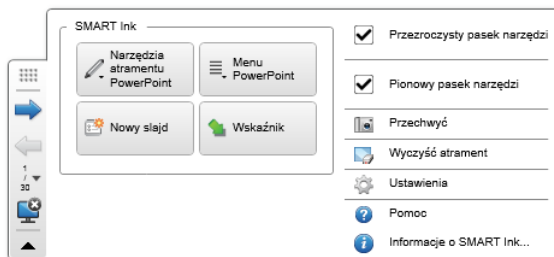 SMART Ink
Narzędzia
atramentu
PowerPoint
Menu
PowerPoint
Nowy slajd
Wskaźnik
1
/
30
Przezroczysty pasek narzędzi
Pionowy pasek narzędzi
Przechwyć
Wyczyść atrament
Ustawienia
Pomoc
Informacje o SMART Ink...